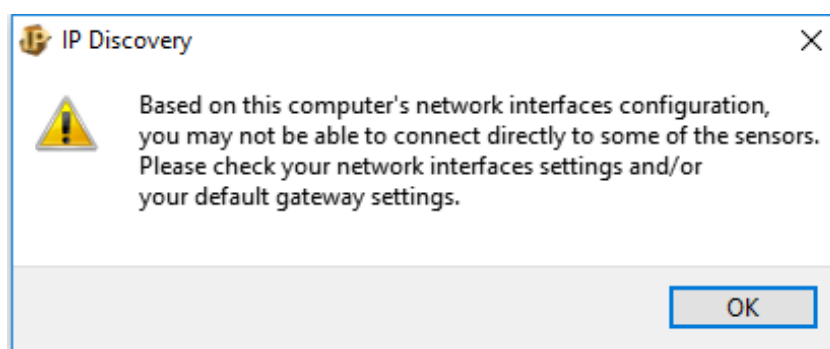 IP Discovery
Based on this computer's network interfaces configuration,
you may not be able to connect directly to some of the sensors.
Please check your network interfaces settings and/or
your default gateway settings.
OK